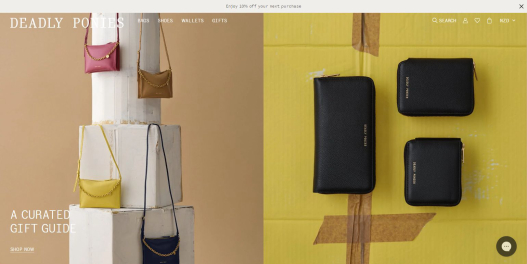 Enjoy 10% off your next purchase
DEADLY PONIES
BAGS SHOES WALLETS GIFTS
SEARCH
NZD
A CURATED
GIFT GUIDE
SHOP NOW